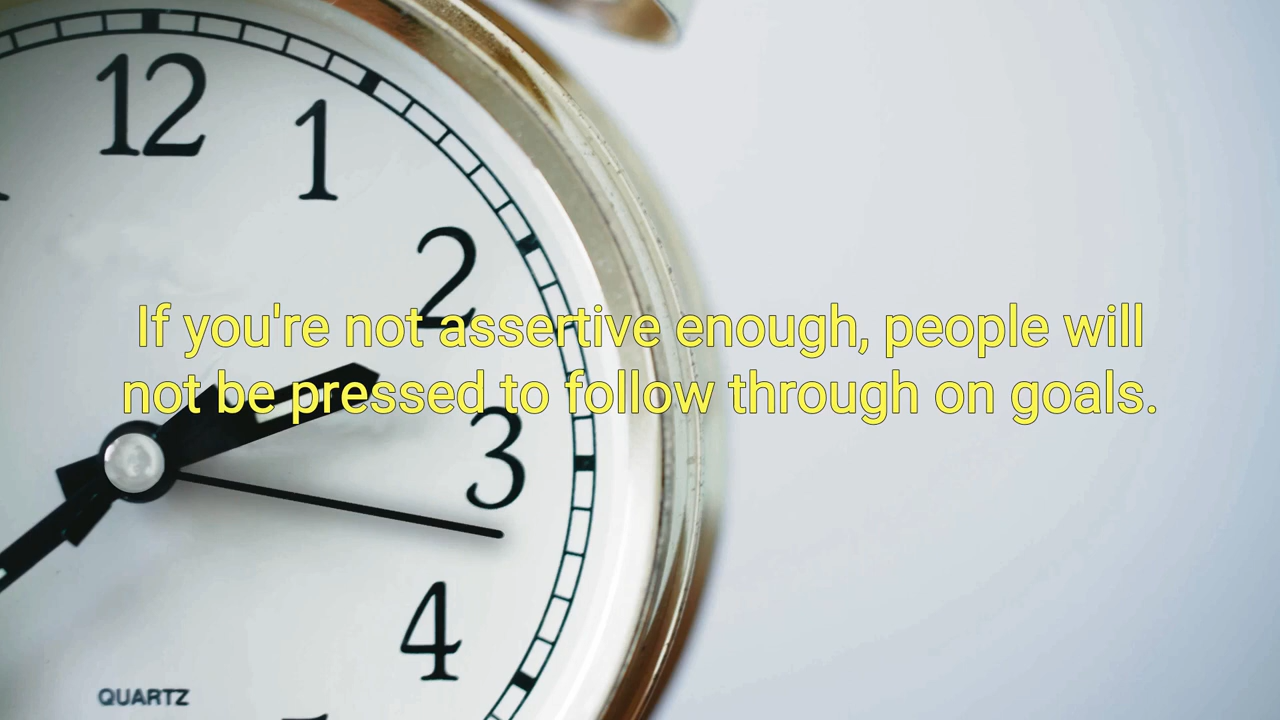 12
1
2
If you're not assertive enough, people will
not be pressed to follow through on goals.
3
4
QUARTZ